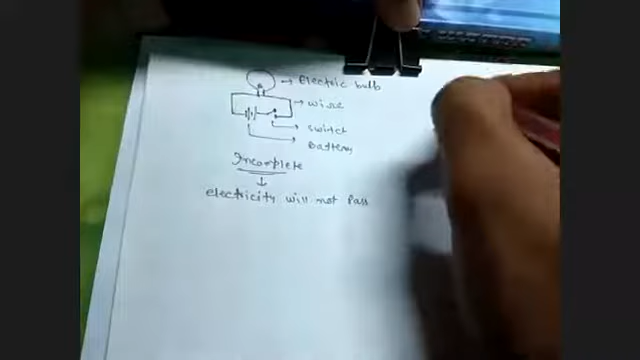 Electric bulb
wire
switch
Battery
Incomplete
electricity will not Pass